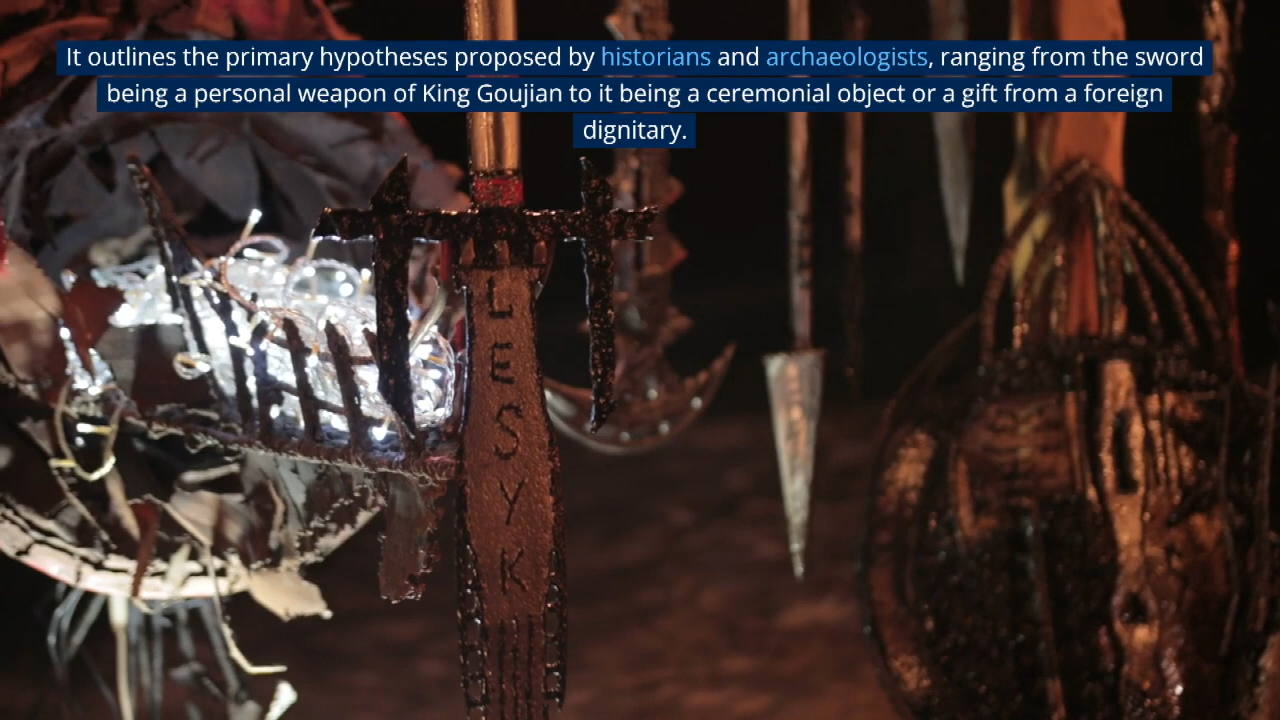 It outlines the primary hypotheses proposed by historians and archaeologists, ranging from the sword
being a personal weapon of King Goujian to it being a ceremonial object or a gift from a foreign
dignitary.
LESYK